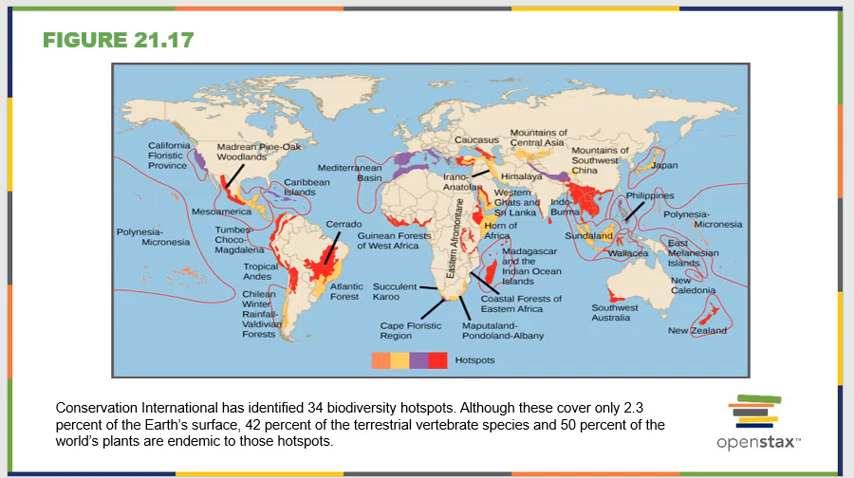 FIGURE 21.17
California
Floristic
Province
Madrean Pine-Oak
Woodlands
Caribbean
Islands
Mesoamerica
Polynesia-
Micronesia
Tumbes-
Choco-
Magdalena
Tropical
Andes
Chilean
Winter
Rainfall-
Valdivian
Forests
Cerrado
Atlantic
Forest
Mediterranean
Basin
Guinean Forests
of West Africa
Succulent
Karoo
Cape Floristic
Region
Maputaland-
Pondoland-Albany
Coastal Forests of
Eastern Africa
Eastern Afromontane
Caucasus
Irano-
Anatolian
Mountains of
Central Asia
Himalaya
Western
Ghats and
Sri Lanka
Horn of
Africa
Madagascar
and the
Indian Ocean
Islands
Mountains of
Southwest
China
Indo-
Burma
Japan
Philippines
Sundaland
Wallacea
Polynesia-
Micronesia
East
Melanesian
Islands
New
Caledonia
Southwest
Australia
New Zealand
Hotspots
Conservation International has identified 34 biodiversity hotspots. Although these cover only 2.3
percent of the Earth's surface, 42 percent of the terrestrial vertebrate species and 50 percent of the
world's plants are endemic to those hotspots.
openstax™